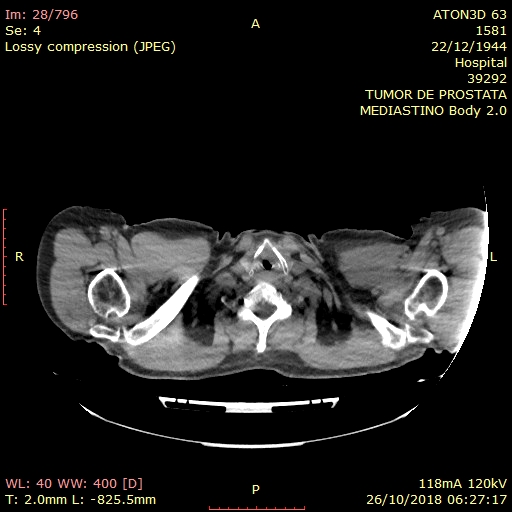 Im: 28/796
Se: 4
Lossy compression (JPEG)
A
ATON3D 63
1581
22/12/1944
Hospital
39292
TUMOR DE PROSTATA
MEDIASTINO Body 2.0
R
L
WL: 40 WW: 400 [D]
T: 2.0mm L: -825.5mm
P
118mA 120kV
26/10/2018 06:27:17